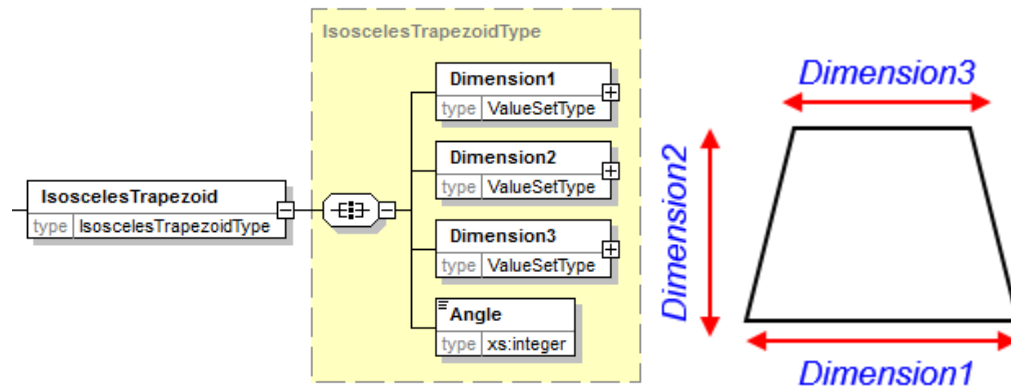 IsoscelesTrapezoidType
Dimension1
type ValueSetType
Dimension2
type ValueSetType
Dimension3
type ValueSetType
Angle
type xs:integer
IsoscelesTrapezoid
type IsoscelesTrapezoidType
Dimension3
Dimension2
Dimension1